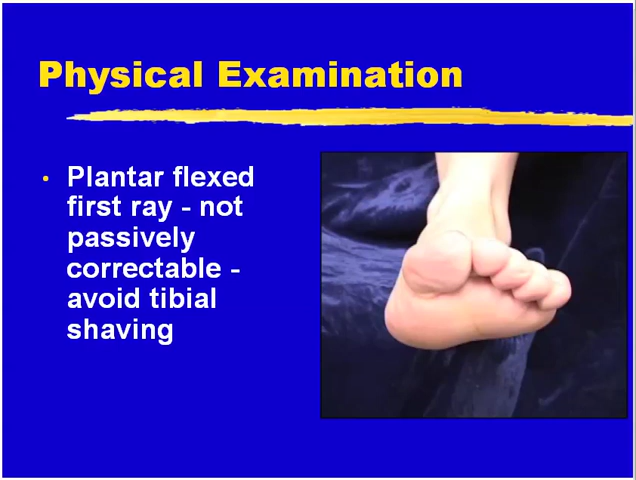 Physical Examination
• Plantar flexed
first ray - not
passively
correctable -
avoid tibial
shaving